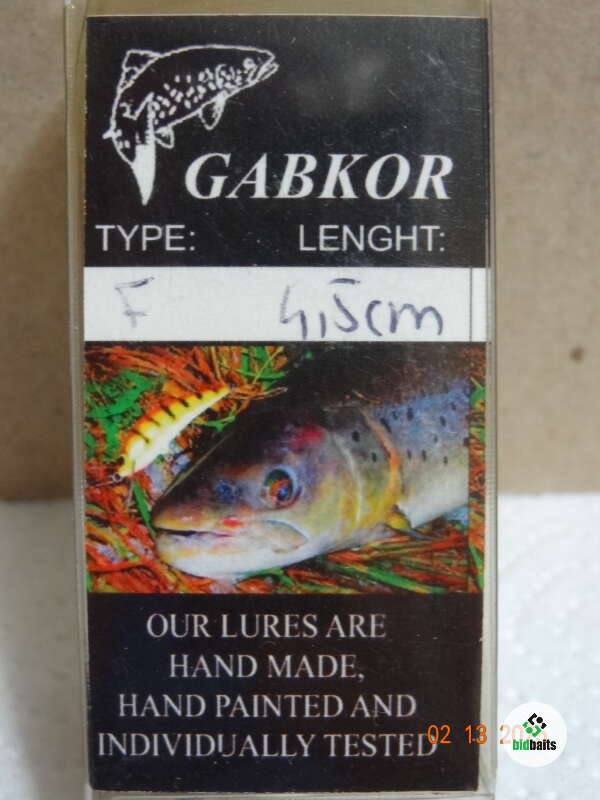 GABKOR
TYPE: LENGHT:
F 4,5cm
OUR LURES ARE
HAND MADE,
HAND PAINTED AND
INDIVIDUALLY TESTED
02 13
bidbaits